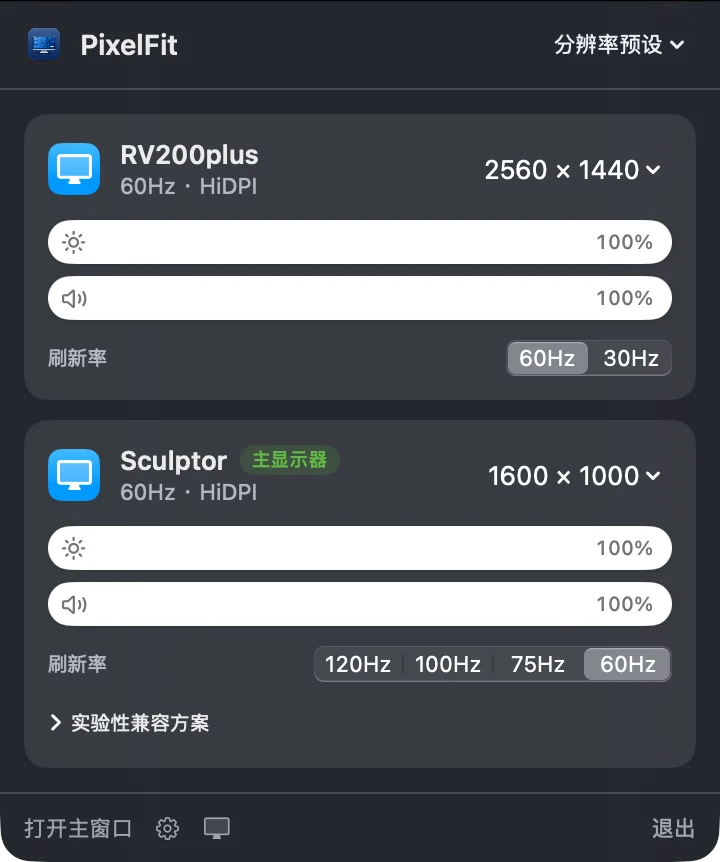 PixelFit 分辨率预设
RV200plus 2560 × 1440
60Hz · HiDPI
100%
100%
刷新率 60Hz 30Hz
Sculptor 主显示器 1600 × 1000
60Hz · HiDPI
100%
100%
刷新率 120Hz 100Hz 75Hz 60Hz
实验性兼容方案
打开主窗口 退出